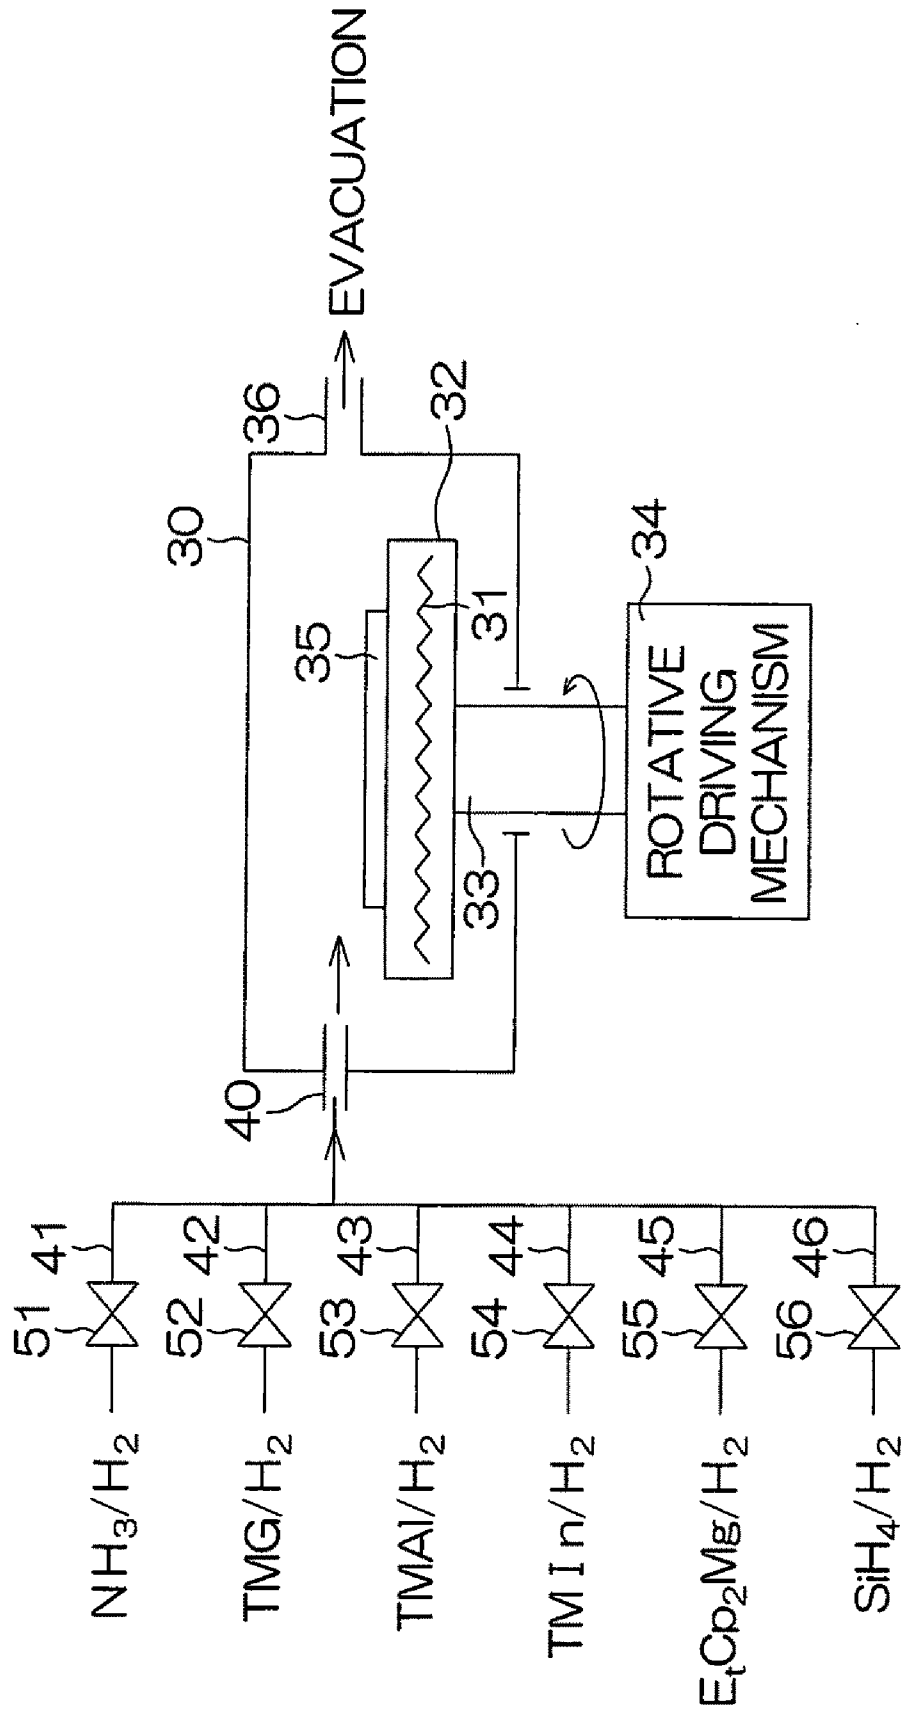 NH3/H2
51
41
TMG/H2
52
42
TMAl/H2
53
43
TMIn/H2
54
44
EtCp2Mg/H2
55
45
SiH4/H2
56
46
40
30
35
33
31
32
36
EVACUATION
34
ROTATIVE
DRIVING
MECHANISM